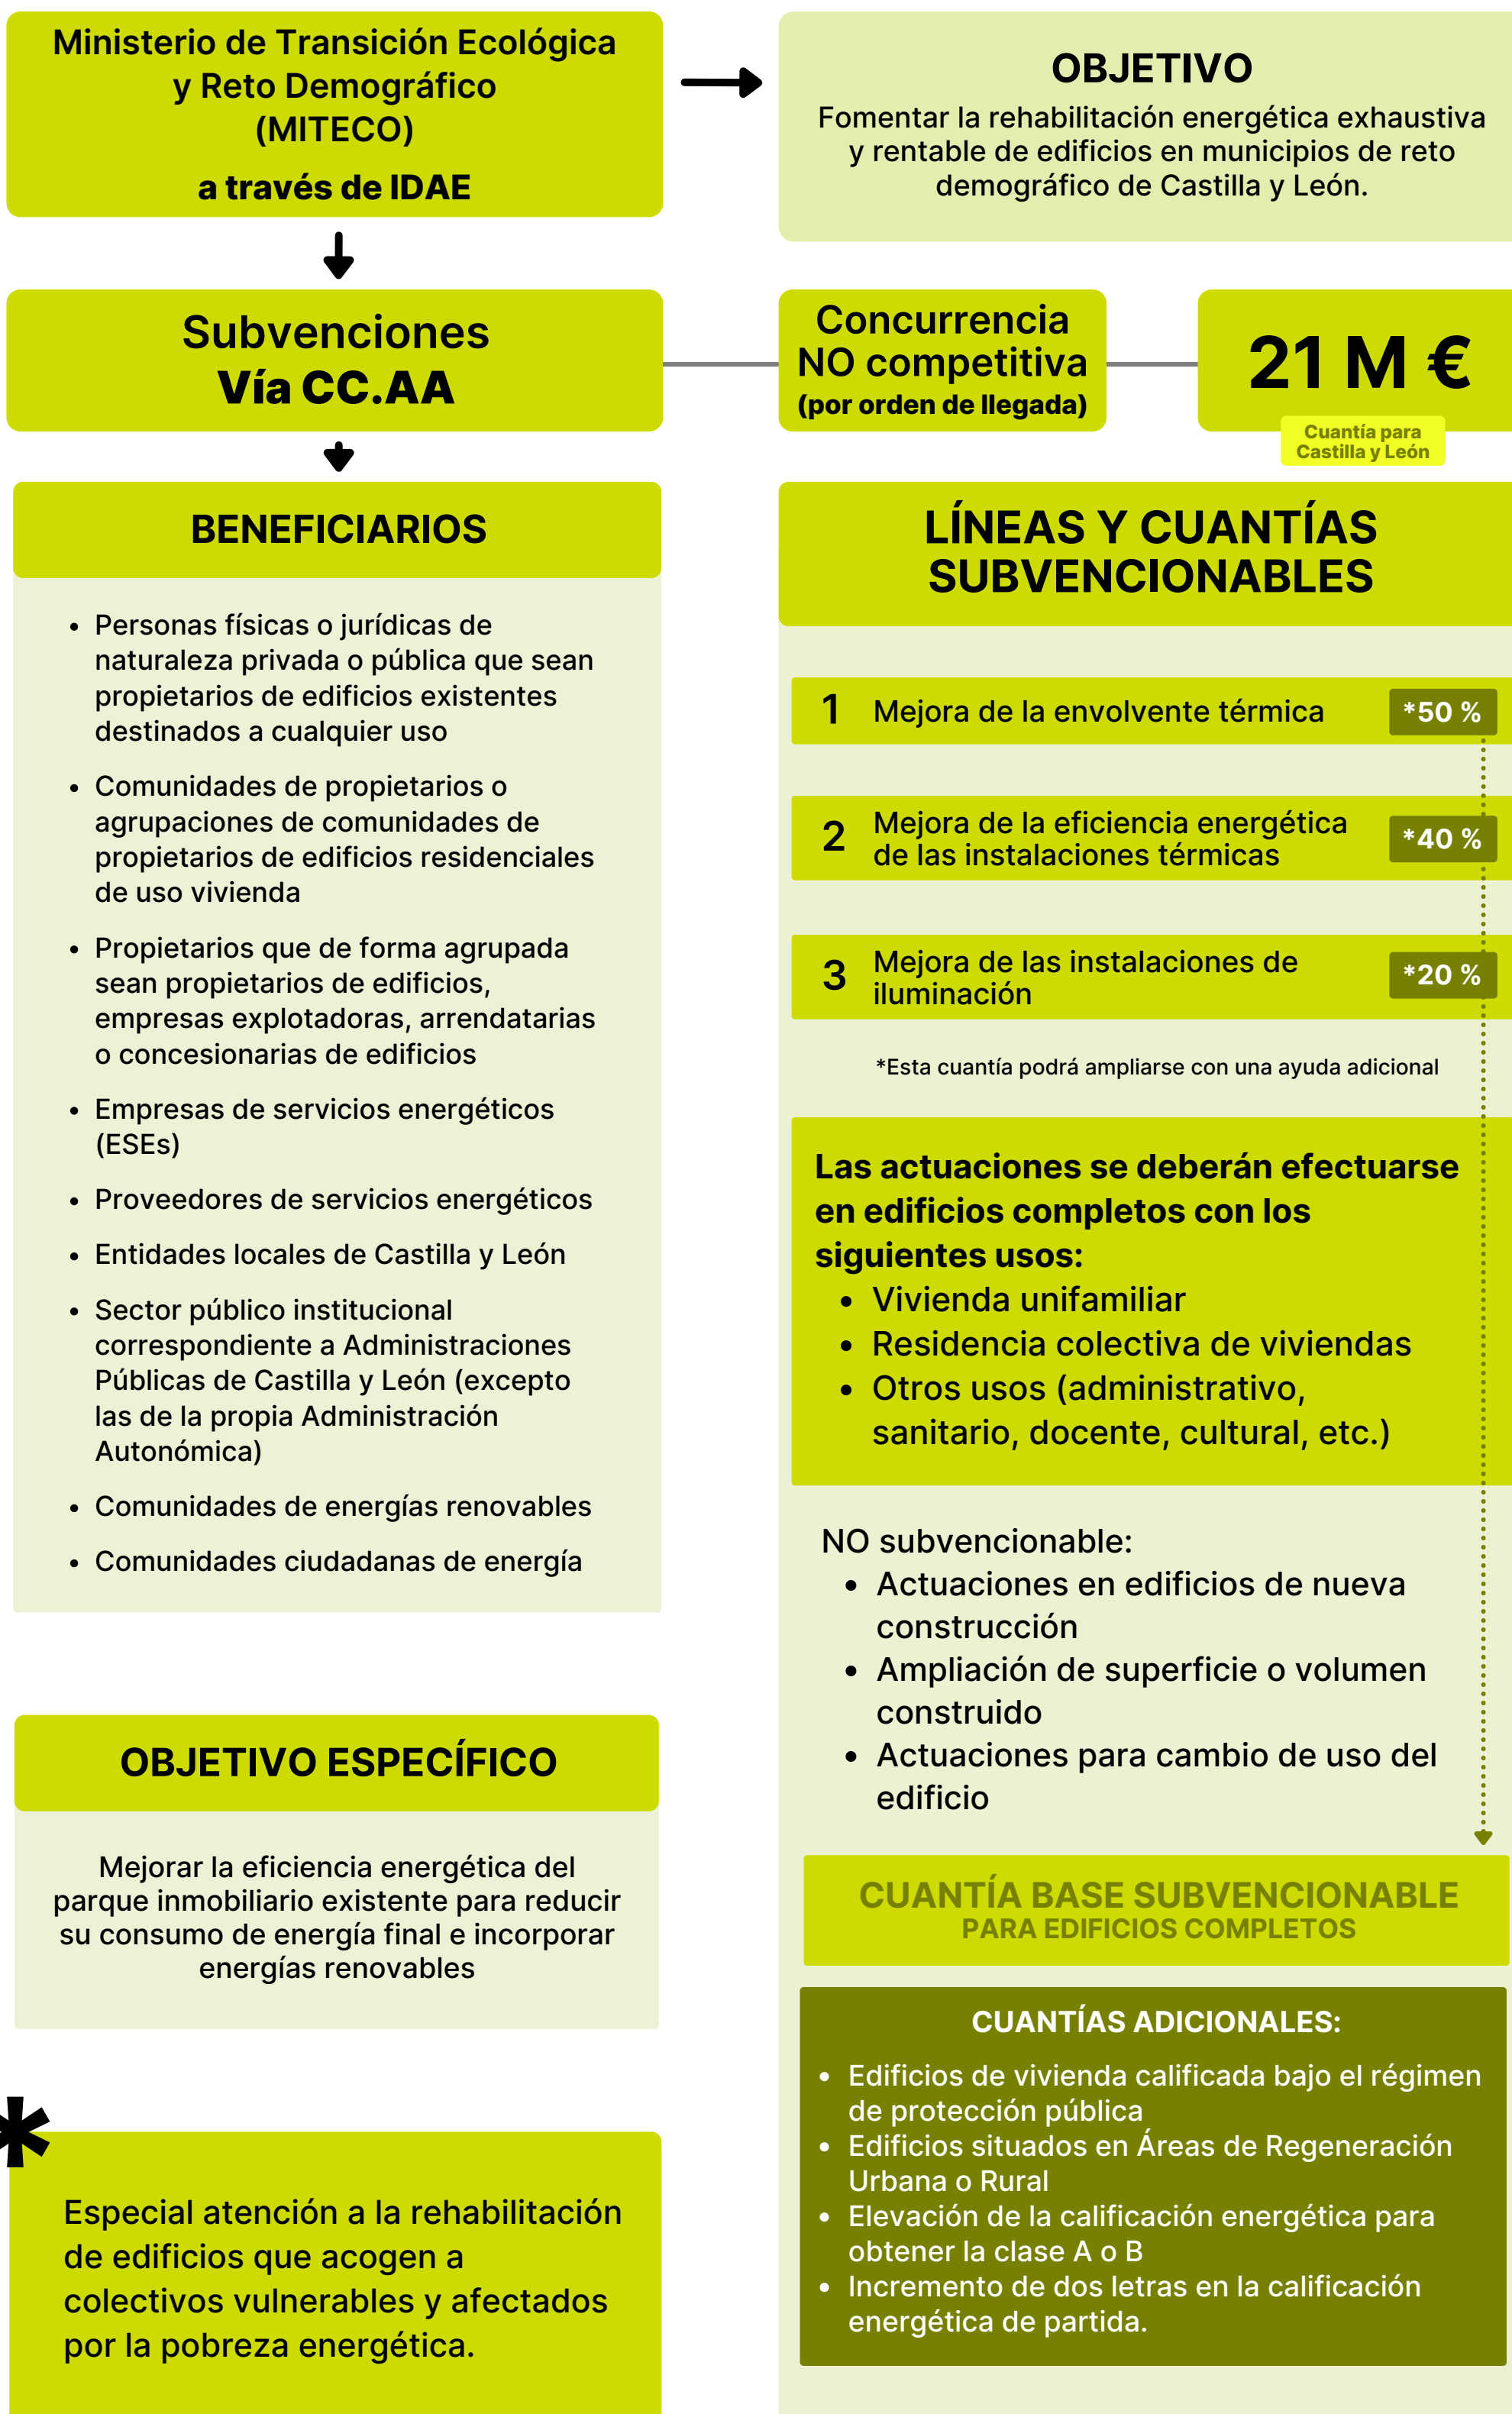 Ministerio de Transición Ecológica
y Reto Demográfico
(MITECO)
a través de IDAE
OBJETIVO
Fomentar la rehabilitación energética exhaustiva
y rentable de edificios en municipios de reto
demográfico de Castilla y León.
Subvenciones
Vía CC.AA
Concurrencia
NO competitiva
(por orden de llegada)
21 M €
Cuantía para
Castilla y León
BENEFICIARIOS
• Personas físicas o jurídicas de
naturaleza privada o pública que sean
propietarios de edificios existentes
destinados a cualquier uso
• Comunidades de propietarios o
agrupaciones de comunidades de
propietarios de edificios residenciales
de uso vivienda
• Propietarios que de forma agrupada
sean propietarios de edificios,
empresas explotadoras, arrendatarias
o concesionarias de edificios
• Empresas de servicios energéticos
(ESEs)
• Proveedores de servicios energéticos
• Entidades locales de Castilla y León
• Sector público institucional
correspondiente a Administraciones
Públicas de Castilla y León (excepto
las de la propia Administración
Autonómica)
• Comunidades de energías renovables
• Comunidades ciudadanas de energía
OBJETIVO ESPECÍFICO
Mejorar la eficiencia energética del
parque inmobiliario existente para reducir
su consumo de energía final e incorporar
energías renovables
*
Especial atención a la rehabilitación
de edificios que acogen a
colectivos vulnerables y afectados
por la pobreza energética.
LÍNEAS Y CUANTÍAS
SUBVENCIONABLES
1 Mejora de la envolvente térmica *50 %
2 Mejora de la eficiencia energética
de las instalaciones térmicas *40 %
3 Mejora de las instalaciones de
iluminación *20 %
*Esta cuantía podrá ampliarse con una ayuda adicional
Las actuaciones se deberán efectuarse
en edificios completos con los
siguientes usos:
• Vivienda unifamiliar
• Residencia colectiva de viviendas
• Otros usos (administrativo,
sanitario, docente, cultural, etc.)
NO subvencionable:
• Actuaciones en edificios de nueva
construcción
• Ampliación de superficie o volumen
construido
• Actuaciones para cambio de uso del
edificio
CUANTÍA BASE SUBVENCIONABLE
PARA EDIFICIOS COMPLETOS
CUANTÍAS ADICIONALES:
• Edificios de vivienda calificada bajo el régimen
de protección pública
• Edificios situados en Áreas de Regeneración
Urbana o Rural
• Elevación de la calificación energética para
obtener la clase A o B
• Incremento de dos letras en la calificación
energética de partida.